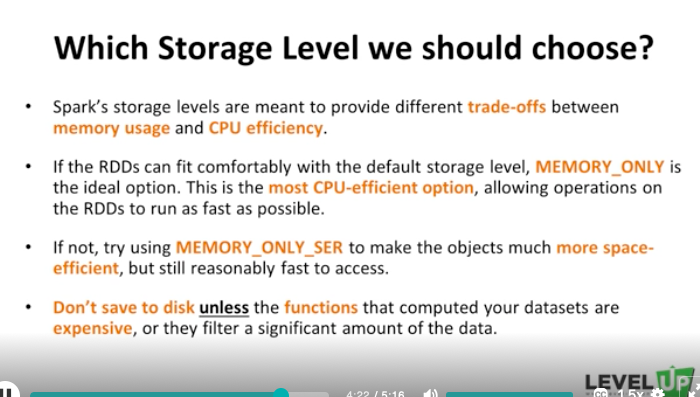 Which Storage Level we should choose?
• Spark's storage levels are meant to provide different trade-offs between
memory usage and CPU efficiency.
• If the RDDs can fit comfortably with the default storage level, MEMORY_ONLY is
the ideal option. This is the most CPU-efficient option, allowing operations on
the RDDs to run as fast as possible.
• If not, try using MEMORY_ONLY_SER to make the objects much more space-
efficient, but still reasonably fast to access.
• Don't save to disk unless the functions that computed your datasets are
expensive, or they filter a significant amount of the data.
LEVEL UP
4:22 / 5:16
CC 1.5x